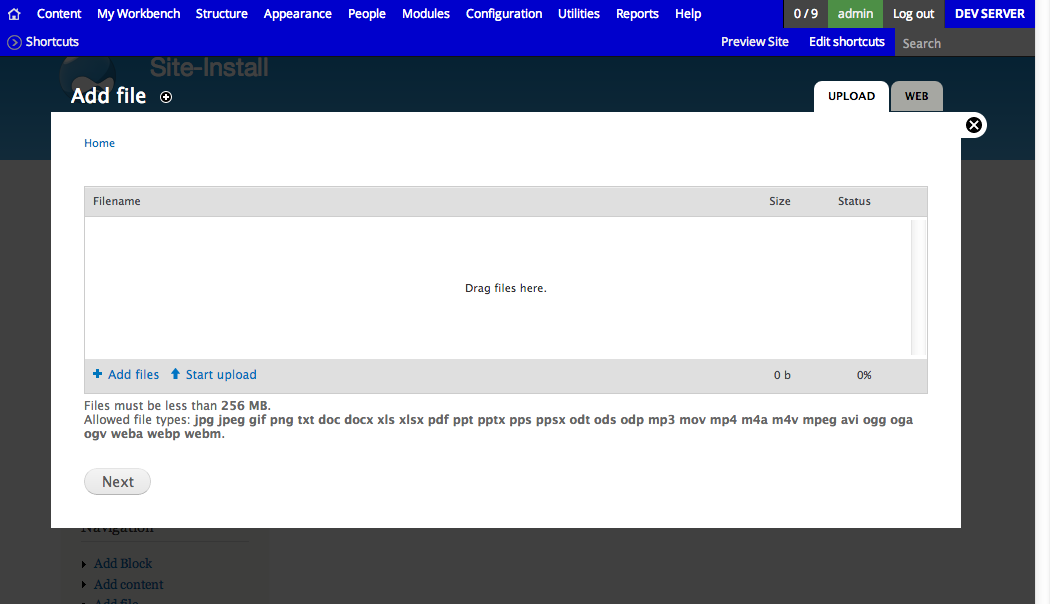 Content My Workbench Structure Appearance People Modules Configuration Utilities Reports Help 0 / 9 admin Log out DEV SERVER
Shortcuts Preview Site Edit shortcuts Search
Site-Install
Add file
UPLOAD WEB
Home
Filename Size Status
Drag files here.
Add files Start upload 0 b 0%
Files must be less than 256 MB.
Allowed file types: jpg jpeg gif png txt doc docx xls xlsx pdf ppt pptx pps ppsx odt ods odp mp3 mov mp4 m4a m4v mpeg avi ogg oga
ogv weba webp webm.
Next
Navigation
Add Block
Add content
Add file